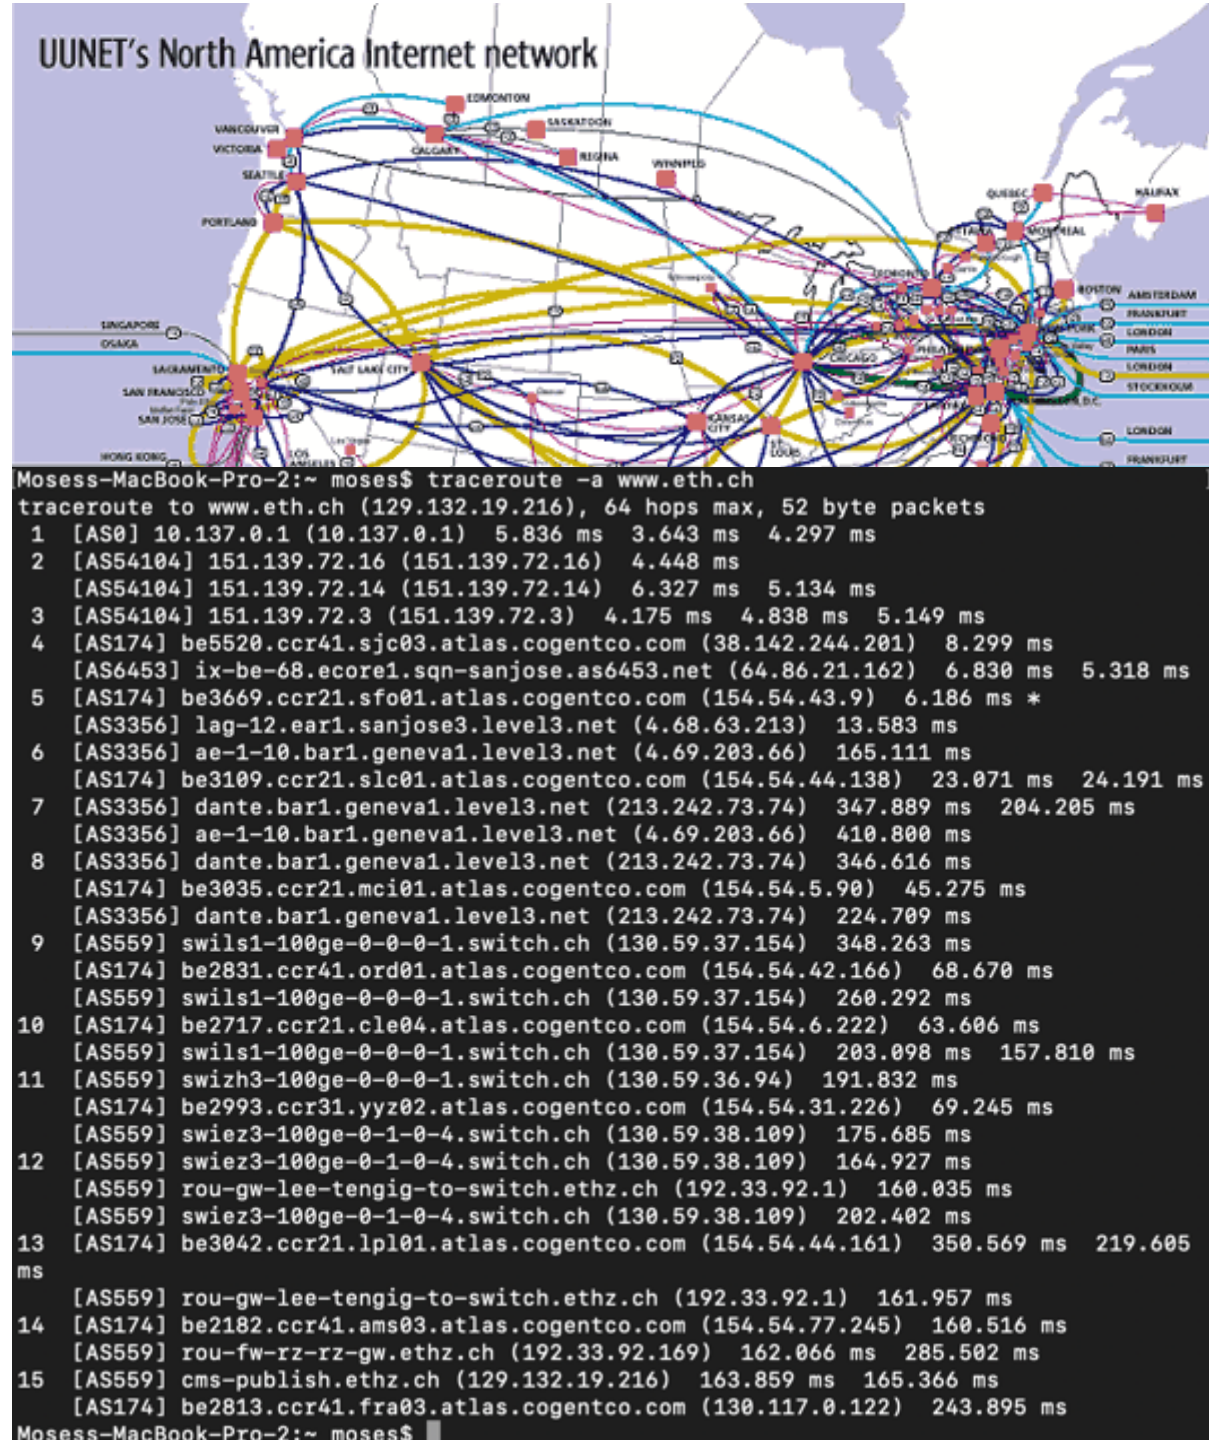 UUNET's North America Internet network
EDMONTON
SASKATOON
VANCOUVER
VICTORIA
CALGARY
REGINA
WINNIPEG
SEATTLE
QUEBEC
HALIFAX
PORTLAND
MONTREAL
TORONTO
BOSTON
AMSTERDAM
FRANKFURT
SINGAPORE
LONDON
OSAKA
PARIS
SACRAMENTO
SALT LAKE CITY
CHICAGO
LONDON
SAN FRANCISCO
STOCKHOLM
SAN JOSE
KANSAS
CITY
ST.
LOUIS
LONDON
HONG KONG
LOS
ANGELES
FRANKFURT
Mosess-MacBook-Pro-2:~ moses$ traceroute -a www.eth.ch
traceroute to www.eth.ch (129.132.19.216), 64 hops max, 52 byte packets
1 [AS0] 10.137.0.1 (10.137.0.1) 5.836 ms 3.643 ms 4.297 ms
2 [AS54104] 151.139.72.16 (151.139.72.16) 4.448 ms
[AS54104] 151.139.72.14 (151.139.72.14) 6.327 ms 5.134 ms
3 [AS54104] 151.139.72.3 (151.139.72.3) 4.175 ms 4.838 ms 5.149 ms
4 [AS174] be5520.ccr41.sjc03.atlas.cogentco.com (38.142.244.201) 8.299 ms
[AS6453] ix-be-68.ecore1.sqn-sanjose.as6453.net (64.86.21.162) 6.830 ms 5.318 ms
5 [AS174] be3669.ccr21.sfo01.atlas.cogentco.com (154.54.43.9) 6.186 ms *
[AS3356] lag-12.ear1.sanjose3.level3.net (4.68.63.213) 13.583 ms
6 [AS3356] ae-1-10.bar1.geneva1.level3.net (4.69.203.66) 165.111 ms
[AS174] be3109.ccr21.slc01.atlas.cogentco.com (154.54.44.138) 23.071 ms 24.191 ms
7 [AS3356] dante.bar1.geneva1.level3.net (213.242.73.74) 347.889 ms 204.205 ms
[AS3356] ae-1-10.bar1.geneva1.level3.net (4.69.203.66) 410.800 ms
8 [AS3356] dante.bar1.geneva1.level3.net (213.242.73.74) 346.616 ms
[AS174] be3035.ccr21.mci01.atlas.cogentco.com (154.54.5.90) 45.275 ms
[AS3356] dante.bar1.geneva1.level3.net (213.242.73.74) 224.709 ms
9 [AS559] swils1-100ge-0-0-0-1.switch.ch (130.59.37.154) 348.263 ms
[AS174] be2831.ccr41.ord01.atlas.cogentco.com (154.54.42.166) 68.670 ms
[AS559] swils1-100ge-0-0-0-1.switch.ch (130.59.37.154) 260.292 ms
10 [AS174] be2717.ccr21.cle04.atlas.cogentco.com (154.54.6.222) 63.606 ms
[AS559] swils1-100ge-0-0-0-1.switch.ch (130.59.37.154) 203.098 ms 157.810 ms
11 [AS559] swizh3-100ge-0-0-0-1.switch.ch (130.59.36.94) 191.832 ms
[AS174] be2993.ccr31.yyz02.atlas.cogentco.com (154.54.31.226) 69.245 ms
[AS559] swiez3-100ge-0-1-0-4.switch.ch (130.59.38.109) 175.685 ms
12 [AS559] swiez3-100ge-0-1-0-4.switch.ch (130.59.38.109) 164.927 ms
[AS559] rou-gw-lee-tengig-to-switch.ethz.ch (192.33.92.1) 160.035 ms
[AS559] swiez3-100ge-0-1-0-4.switch.ch (130.59.38.109) 202.402 ms
13 [AS174] be3042.ccr21.lpl01.atlas.cogentco.com (154.54.44.161) 350.569 ms 219.605
ms
[AS559] rou-gw-lee-tengig-to-switch.ethz.ch (192.33.92.1) 161.957 ms
14 [AS174] be2182.ccr41.ams03.atlas.cogentco.com (154.54.77.245) 160.516 ms
[AS559] rou-fw-rz-rz-gw.ethz.ch (192.33.92.169) 162.066 ms 285.502 ms
15 [AS559] cms-publish.ethz.ch (129.132.19.216) 163.859 ms 165.366 ms
[AS174] be2813.ccr41.fra03.atlas.cogentco.com (130.117.0.122) 243.895 ms
Mosess-MacBook-Pro-2:~ moses$